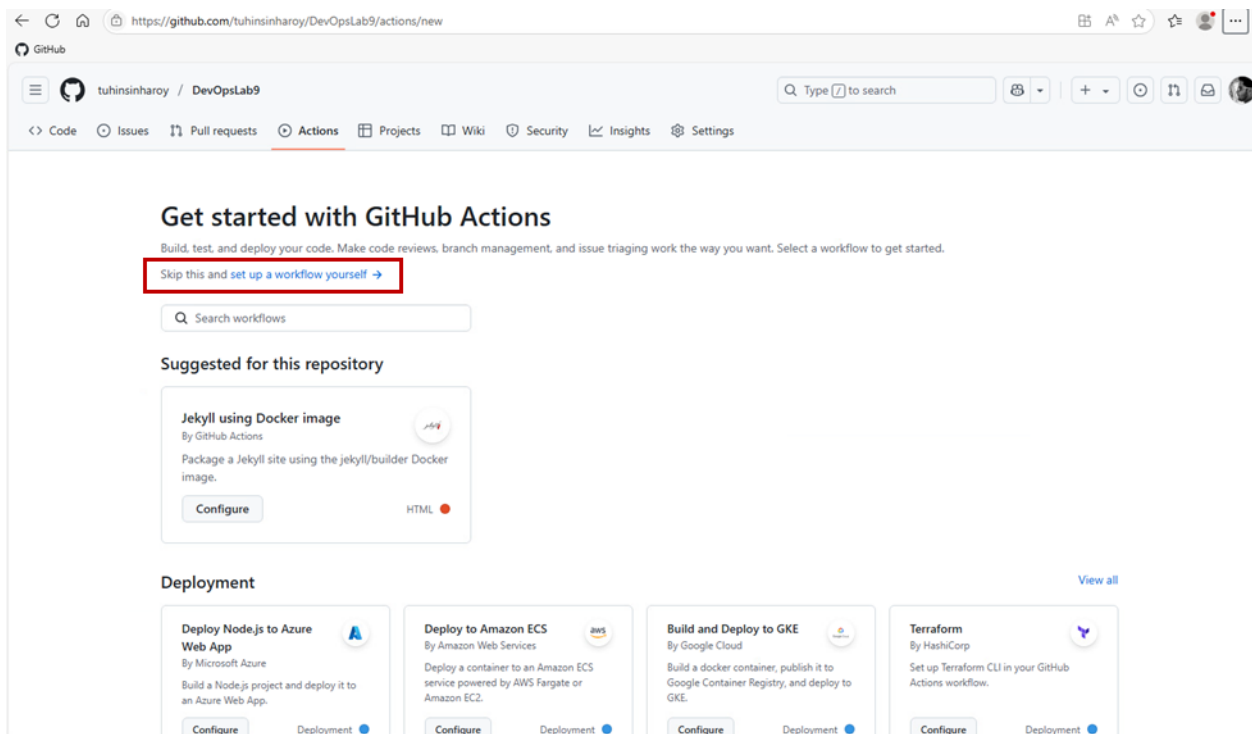 https://github.com/tuhinsinharoy/DevOpsLab9/actions/new
GitHub
tuhinsinharoy / DevOpsLab9
Type / to search
Code Issues Pull requests Actions Projects Wiki Security Insights Settings
Get started with GitHub Actions
Build, test, and deploy your code. Make code reviews, branch management, and issue triaging work the way you want. Select a workflow to get started.
Skip this and set up a workflow yourself →
Search workflows
Suggested for this repository
Jekyll using Docker image
By GitHub Actions
Package a Jekyll site using the jekyll/builder Docker
image.
Configure HTML
Deployment View all
Deploy Node.js to Azure
Web App
By Microsoft Azure
Build a Node.js project and deploy it to
an Azure Web App.
Configure Deployment
Deploy to Amazon ECS
aws
By Amazon Web Services
Deploy a container to an Amazon ECS
service powered by AWS Fargate or
Amazon EC2.
Configure Deployment
Build and Deploy to GKE
By Google Cloud
Build a docker container, publish it to
Google Container Registry, and deploy to
GKE.
Configure Deployment
Terraform
By HashiCorp
Set up Terraform CLI in your GitHub
Actions workflow.
Configure Deployment